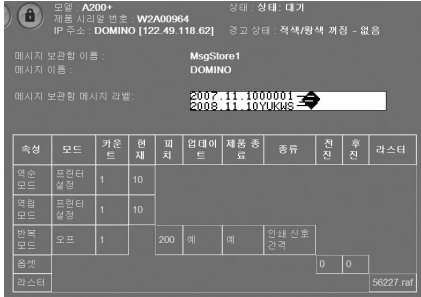 모델 : A200+
상태 : 상태: 대기
제품 시리얼 번호 : W2A00964
IP 주소 : DOMINO [122.49.118.62]
경고 상태 : 적색/황색 꺼짐 - 없음
메시지 보관함 이름 : MsgStore1
메시지 이름 : DOMINO
메시지 보관함 메시지 라벨:
2007.11.1000001
2008.11.10YUKWS
속성 모드 카운트 현재 피치 업데이트 제품 종료 종류 전진 후진 라스터
역순 모드 프린터 설정 1 10
역첩 모드 프린터 설정 1 10
반복 모드 오프 1 200 예 예 인쇄 신호 간격
옵셋 0 0
라스터 56227.raf